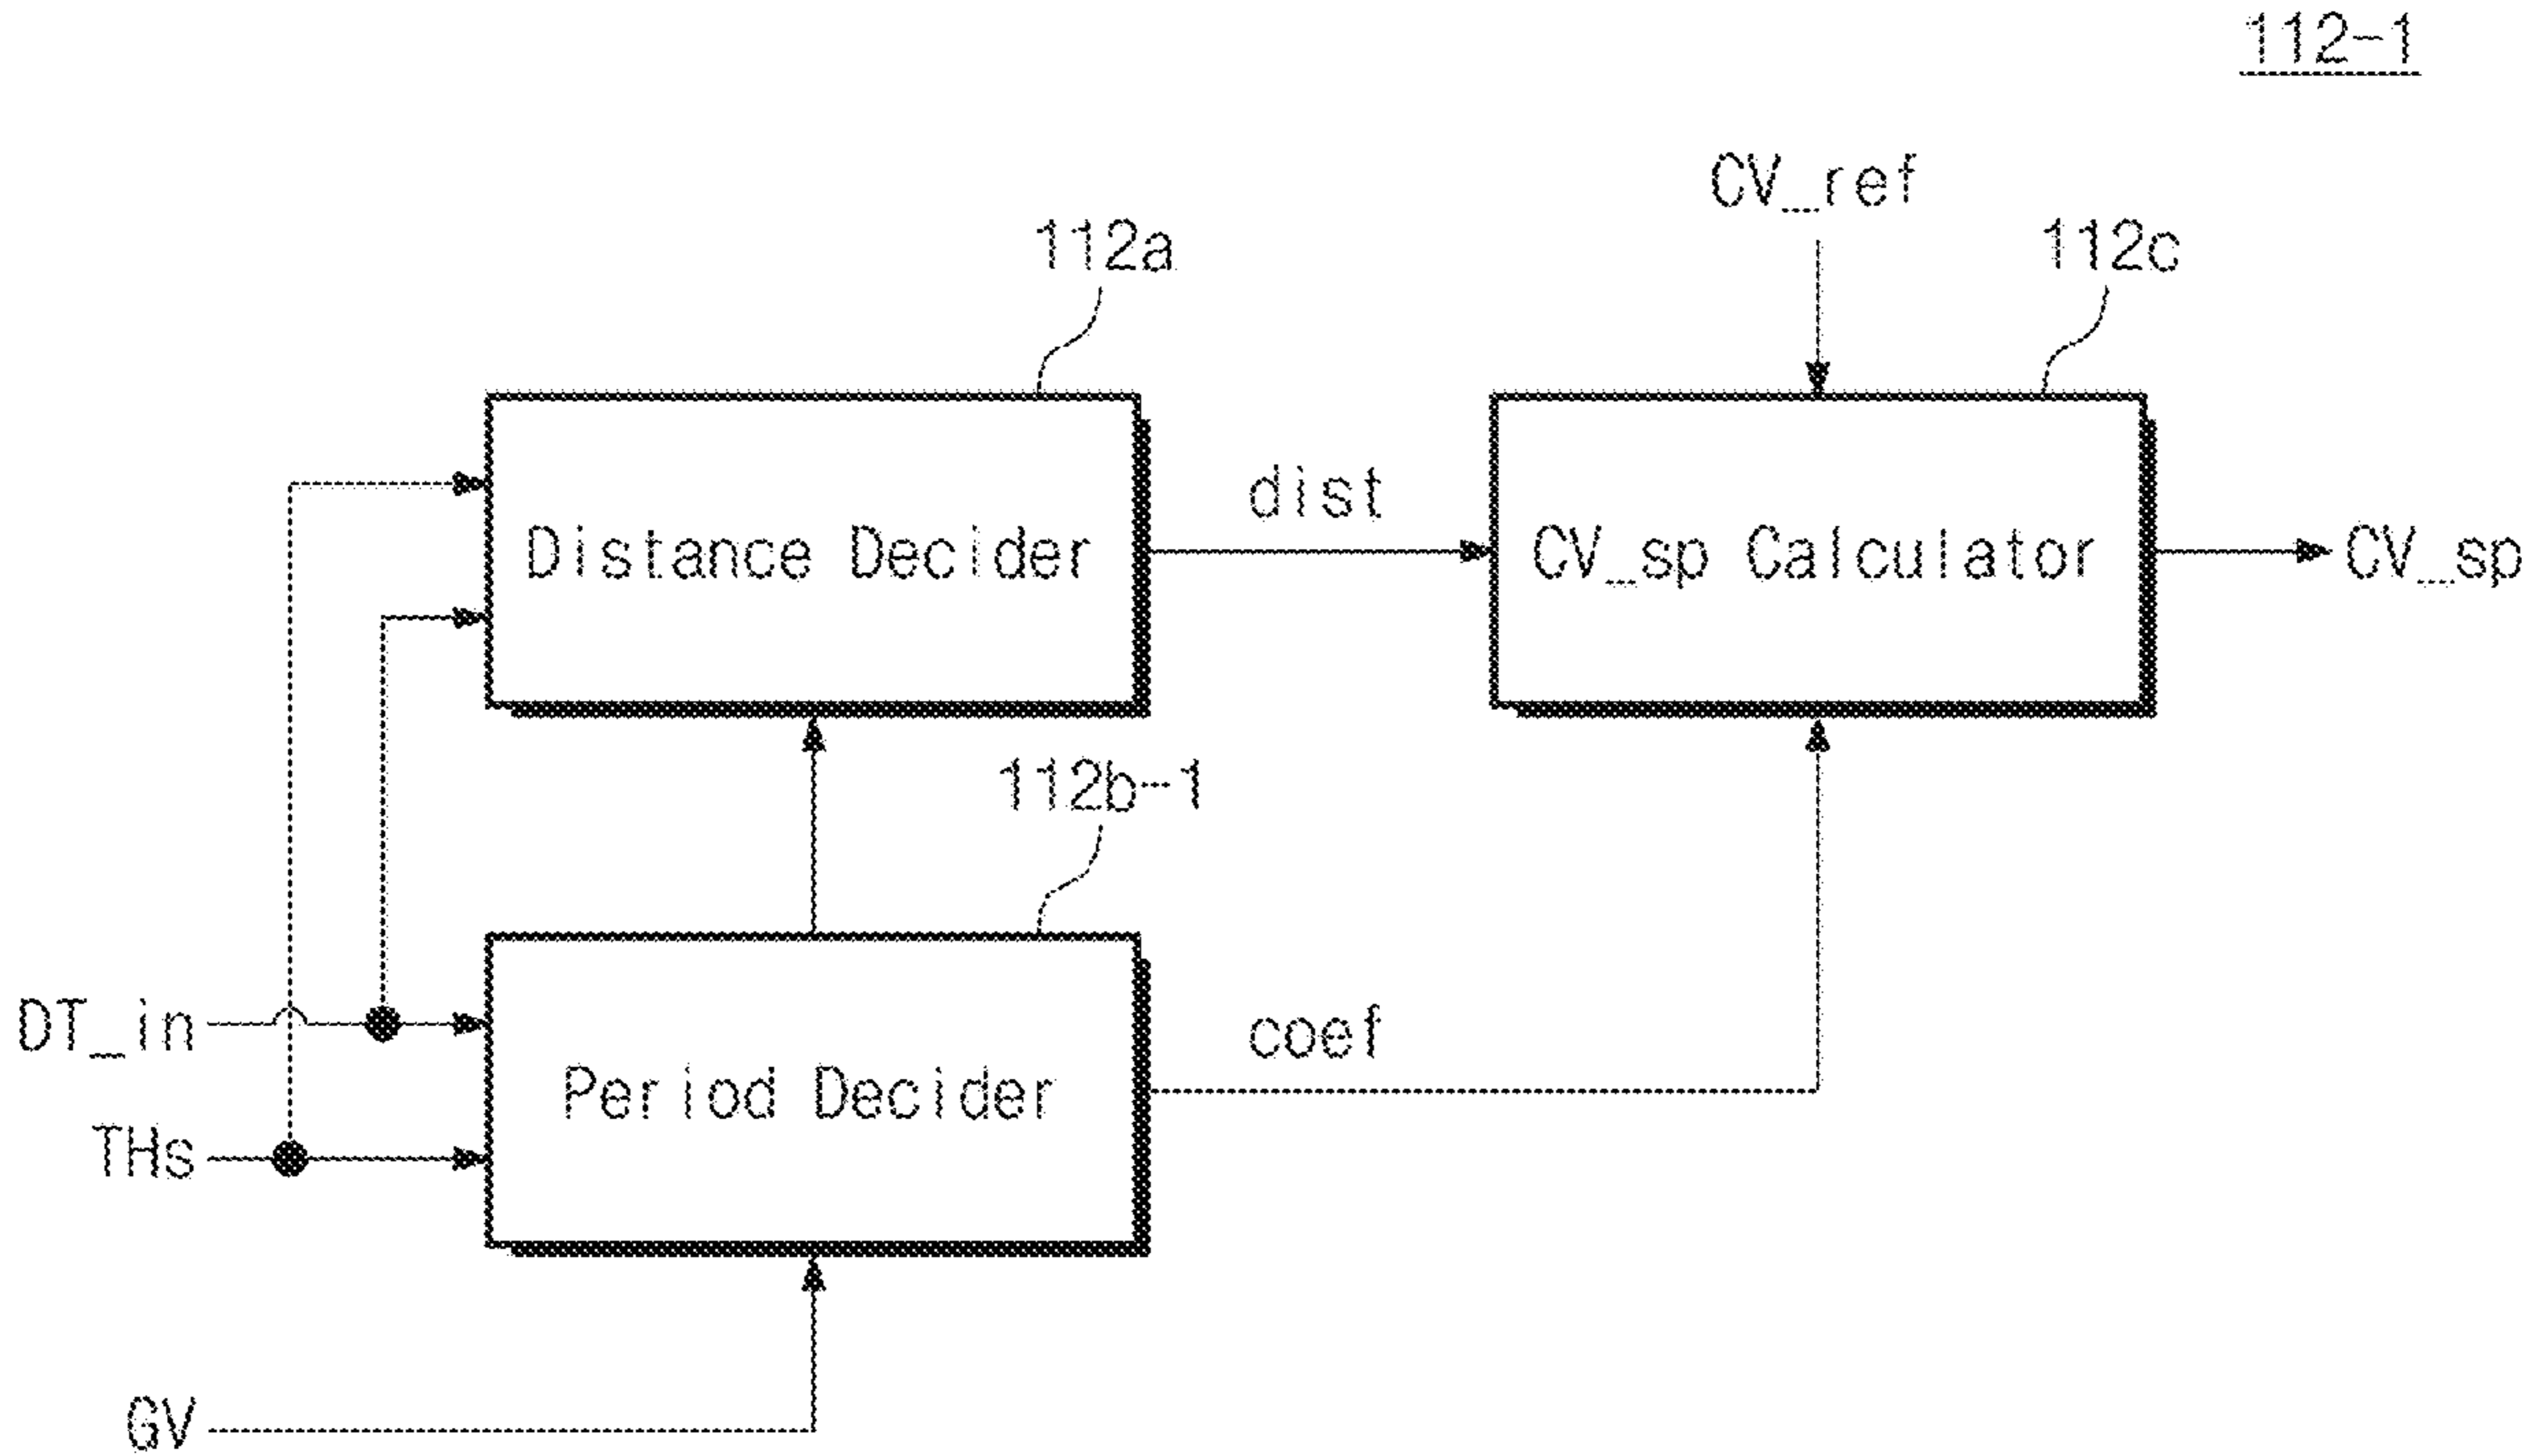 112-1
CV_ref
112a
112c
dist
Distance Decider
CV_sp Calculator
CV_sp
112b-1
DT_in
coef
Period Decider
THs
GV